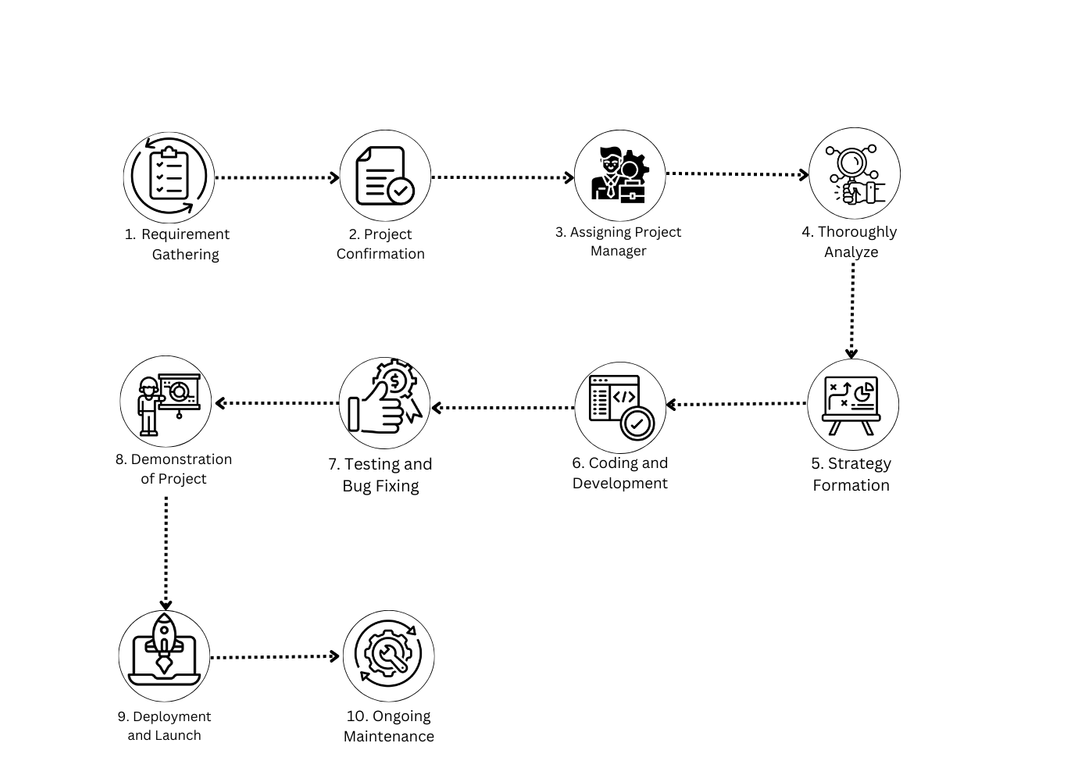 1. Requirement
Gathering
2. Project
Confirmation
3. Assigning Project
Manager
4. Thoroughly
Analyze
5. Strategy
Formation
6. Coding and
Development
7. Testing and
Bug Fixing
8. Demonstration
of Project
9. Deployment
and Launch
10. Ongoing
Maintenance